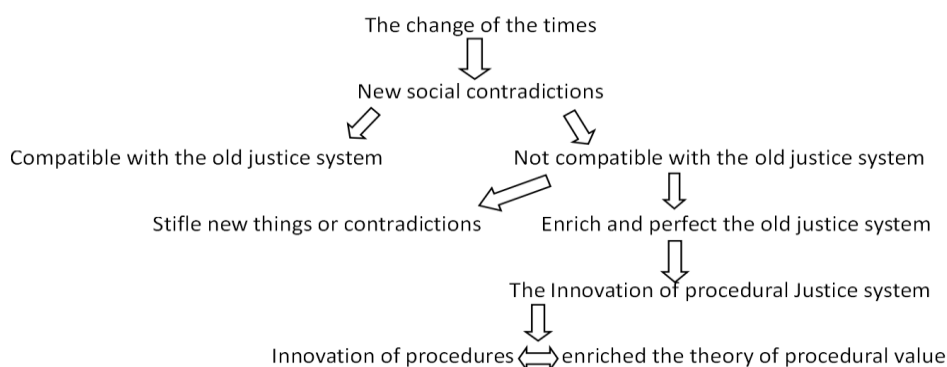 The change of the times
New social contradictions
Compatible with the old justice system
Not compatible with the old justice system
Stifle new things or contradictions
Enrich and perfect the old justice system
The Innovation of procedural Justice system
Innovation of procedures
enriched the theory of procedural value